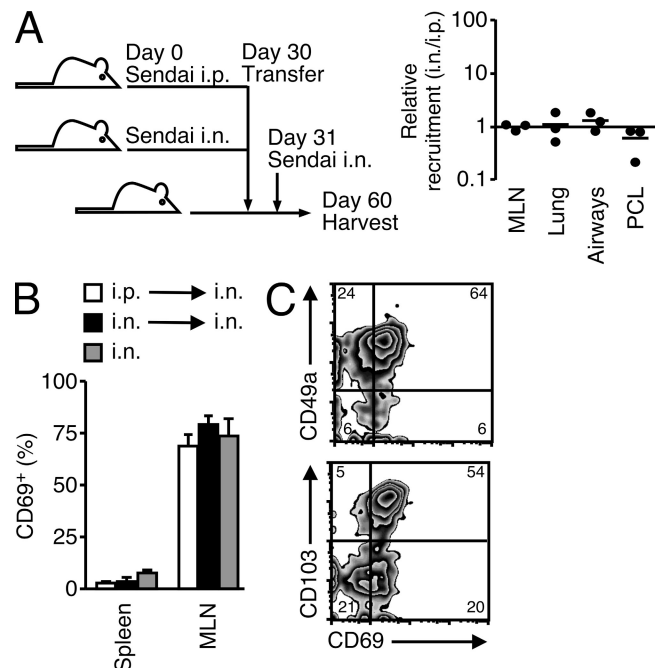 A
Day 0
Sendai i.p.
Day 30
Transfer
Sendai i.n.
Day 31
Sendai i.n.
Day 60
Harvest
Relative
recruitment (i.n./i.p.)
100
10
1
0.1
MLN
Lung
Airways
PCL
B
i.p. → i.n.
i.n. → i.n.
i.n.
CD69⁺ (%)
100
75
50
25
0
Spleen
MLN
C
CD49a
24
64
6
6
CD103
5
54
21
20
CD69